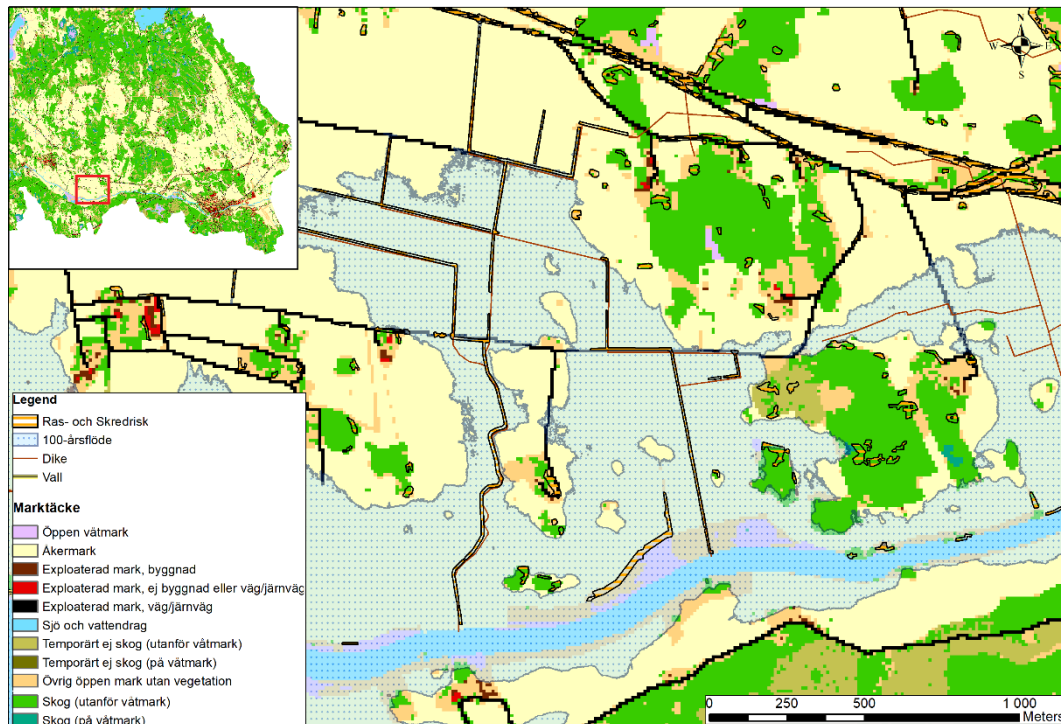 N
W E
S
Legend
Ras- och Skredrisk
100-årsflöde
Dike
Vall
Marktäcke
Öppen våtmark
Åkermark
Exploaterad mark, byggnad
Exploaterad mark, ej byggnad eller väg/järnväg
Exploaterad mark, väg/järnväg
Sjö och vattendrag
Temporärt ej skog (utanför våtmark)
Temporärt ej skog (på våtmark)
Övrig öppen mark utan vegetation
Skog (utanför våtmark)
Skog (på våtmark)
0 250 500 1 000
Meters